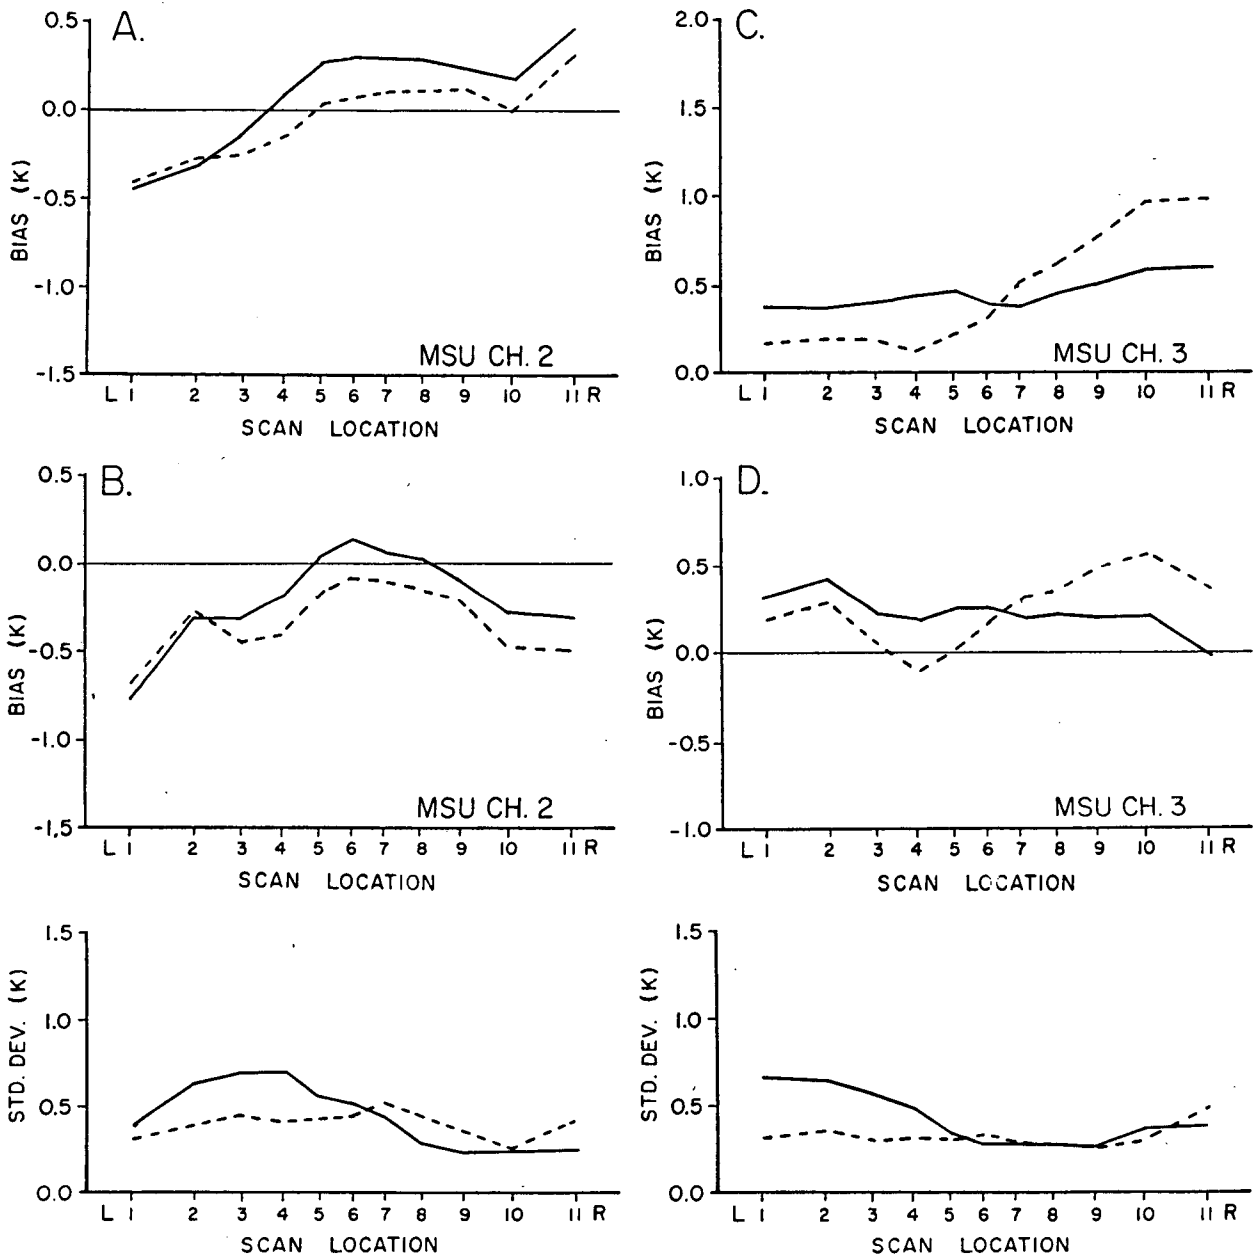 A.
0.5
0.0
-0.5
-1.0
-1.5
BIAS (K)
MSU CH. 2
L 1 2 3 4 5 6 7 8 9 10 11 R
SCAN LOCATION
C.
2.0
1.5
1.0
0.5
0.0
BIAS (K)
MSU CH. 3
L 1 2 3 4 5 6 7 8 9 10 11 R
SCAN LOCATION
B.
0.5
0.0
-0.5
-1.0
-1.5
BIAS (K)
MSU CH. 2
L 1 2 3 4 5 6 7 8 9 10 11 R
SCAN LOCATION
D.
1.0
0.5
0.0
-0.5
-1.0
BIAS (K)
MSU CH. 3
L 1 2 3 4 5 6 7 8 9 10 11 R
SCAN LOCATION
1.5
1.0
0.5
0.0
STD. DEV. (K)
L 1 2 3 4 5 6 7 8 9 10 11 R
SCAN LOCATION
1.5
1.0
0.5
0.0
STD. DEV. (K)
L 1 2 3 4 5 6 7 8 9 10 11 R
SCAN LOCATION